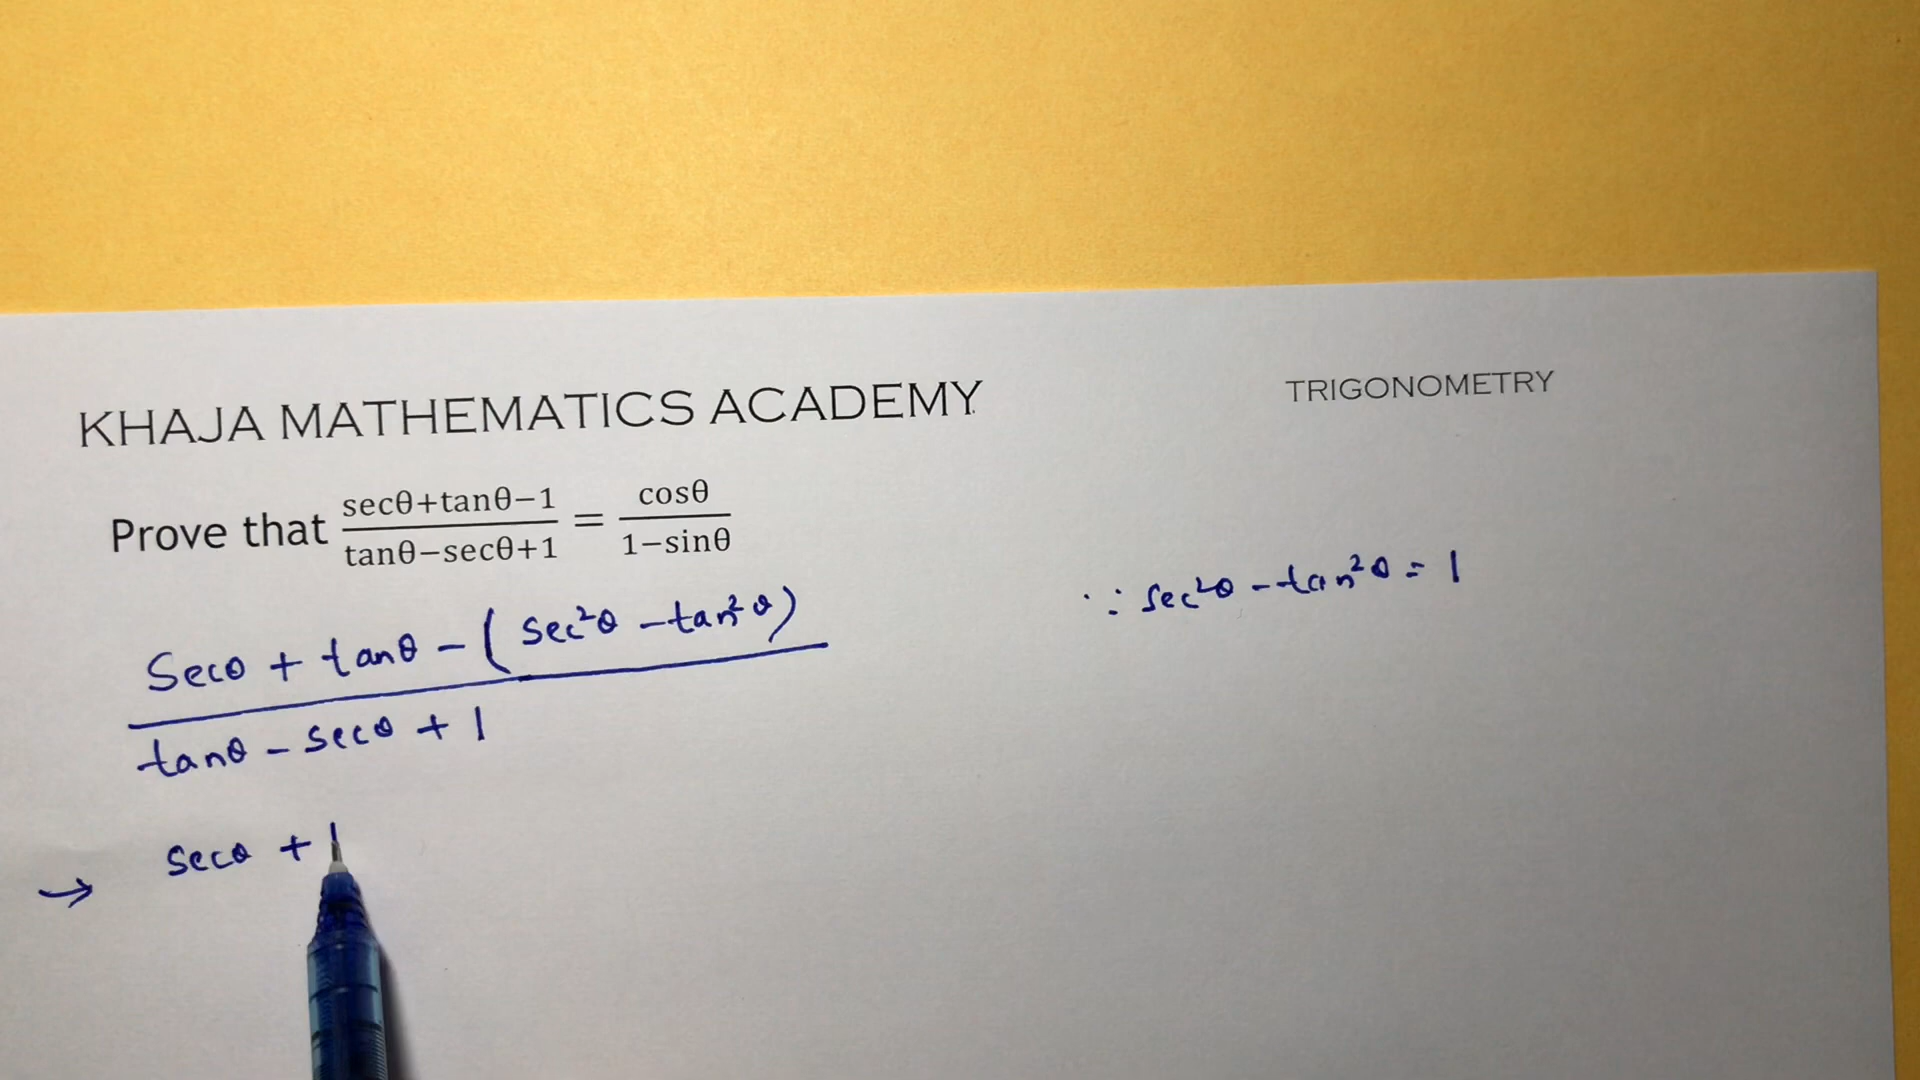 KHAJA MATHEMATICS ACADEMY
TRIGONOMETRY
Prove that (secθ+tanθ−1)/(tanθ−secθ+1) = cosθ/(1−sinθ)
∵ sec²θ − tan²θ = 1
Secθ + tanθ − (sec²θ − tan²θ)
tanθ − secθ + 1
→ secθ +